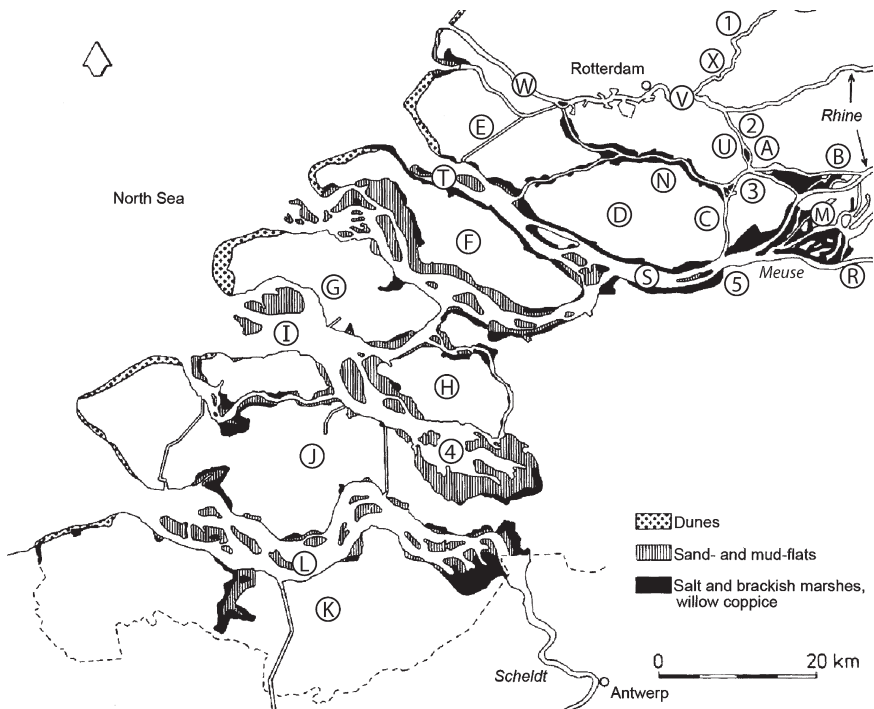 1
X
Rotterdam
W
V
Rhine
E
2
U
A
B
T
N
3
North Sea
D
C
M
F
S
5
Meuse
R
G
I
H
J
4
Dunes
Sand- and mud-flats
L
Salt and brackish marshes,
willow coppice
K
0
20 km
Scheldt
Antwerp